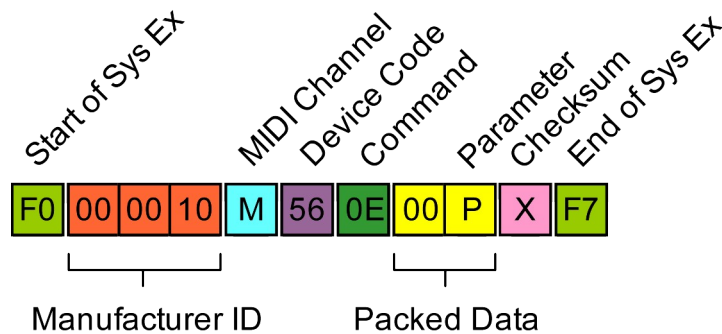 Start of Sys Ex
MIDI Channel
Device Code
Command
Parameter
Checksum
End of Sys Ex
F0 00 00 10 M 56 0E 00 P X F7
Manufacturer ID
Packed Data